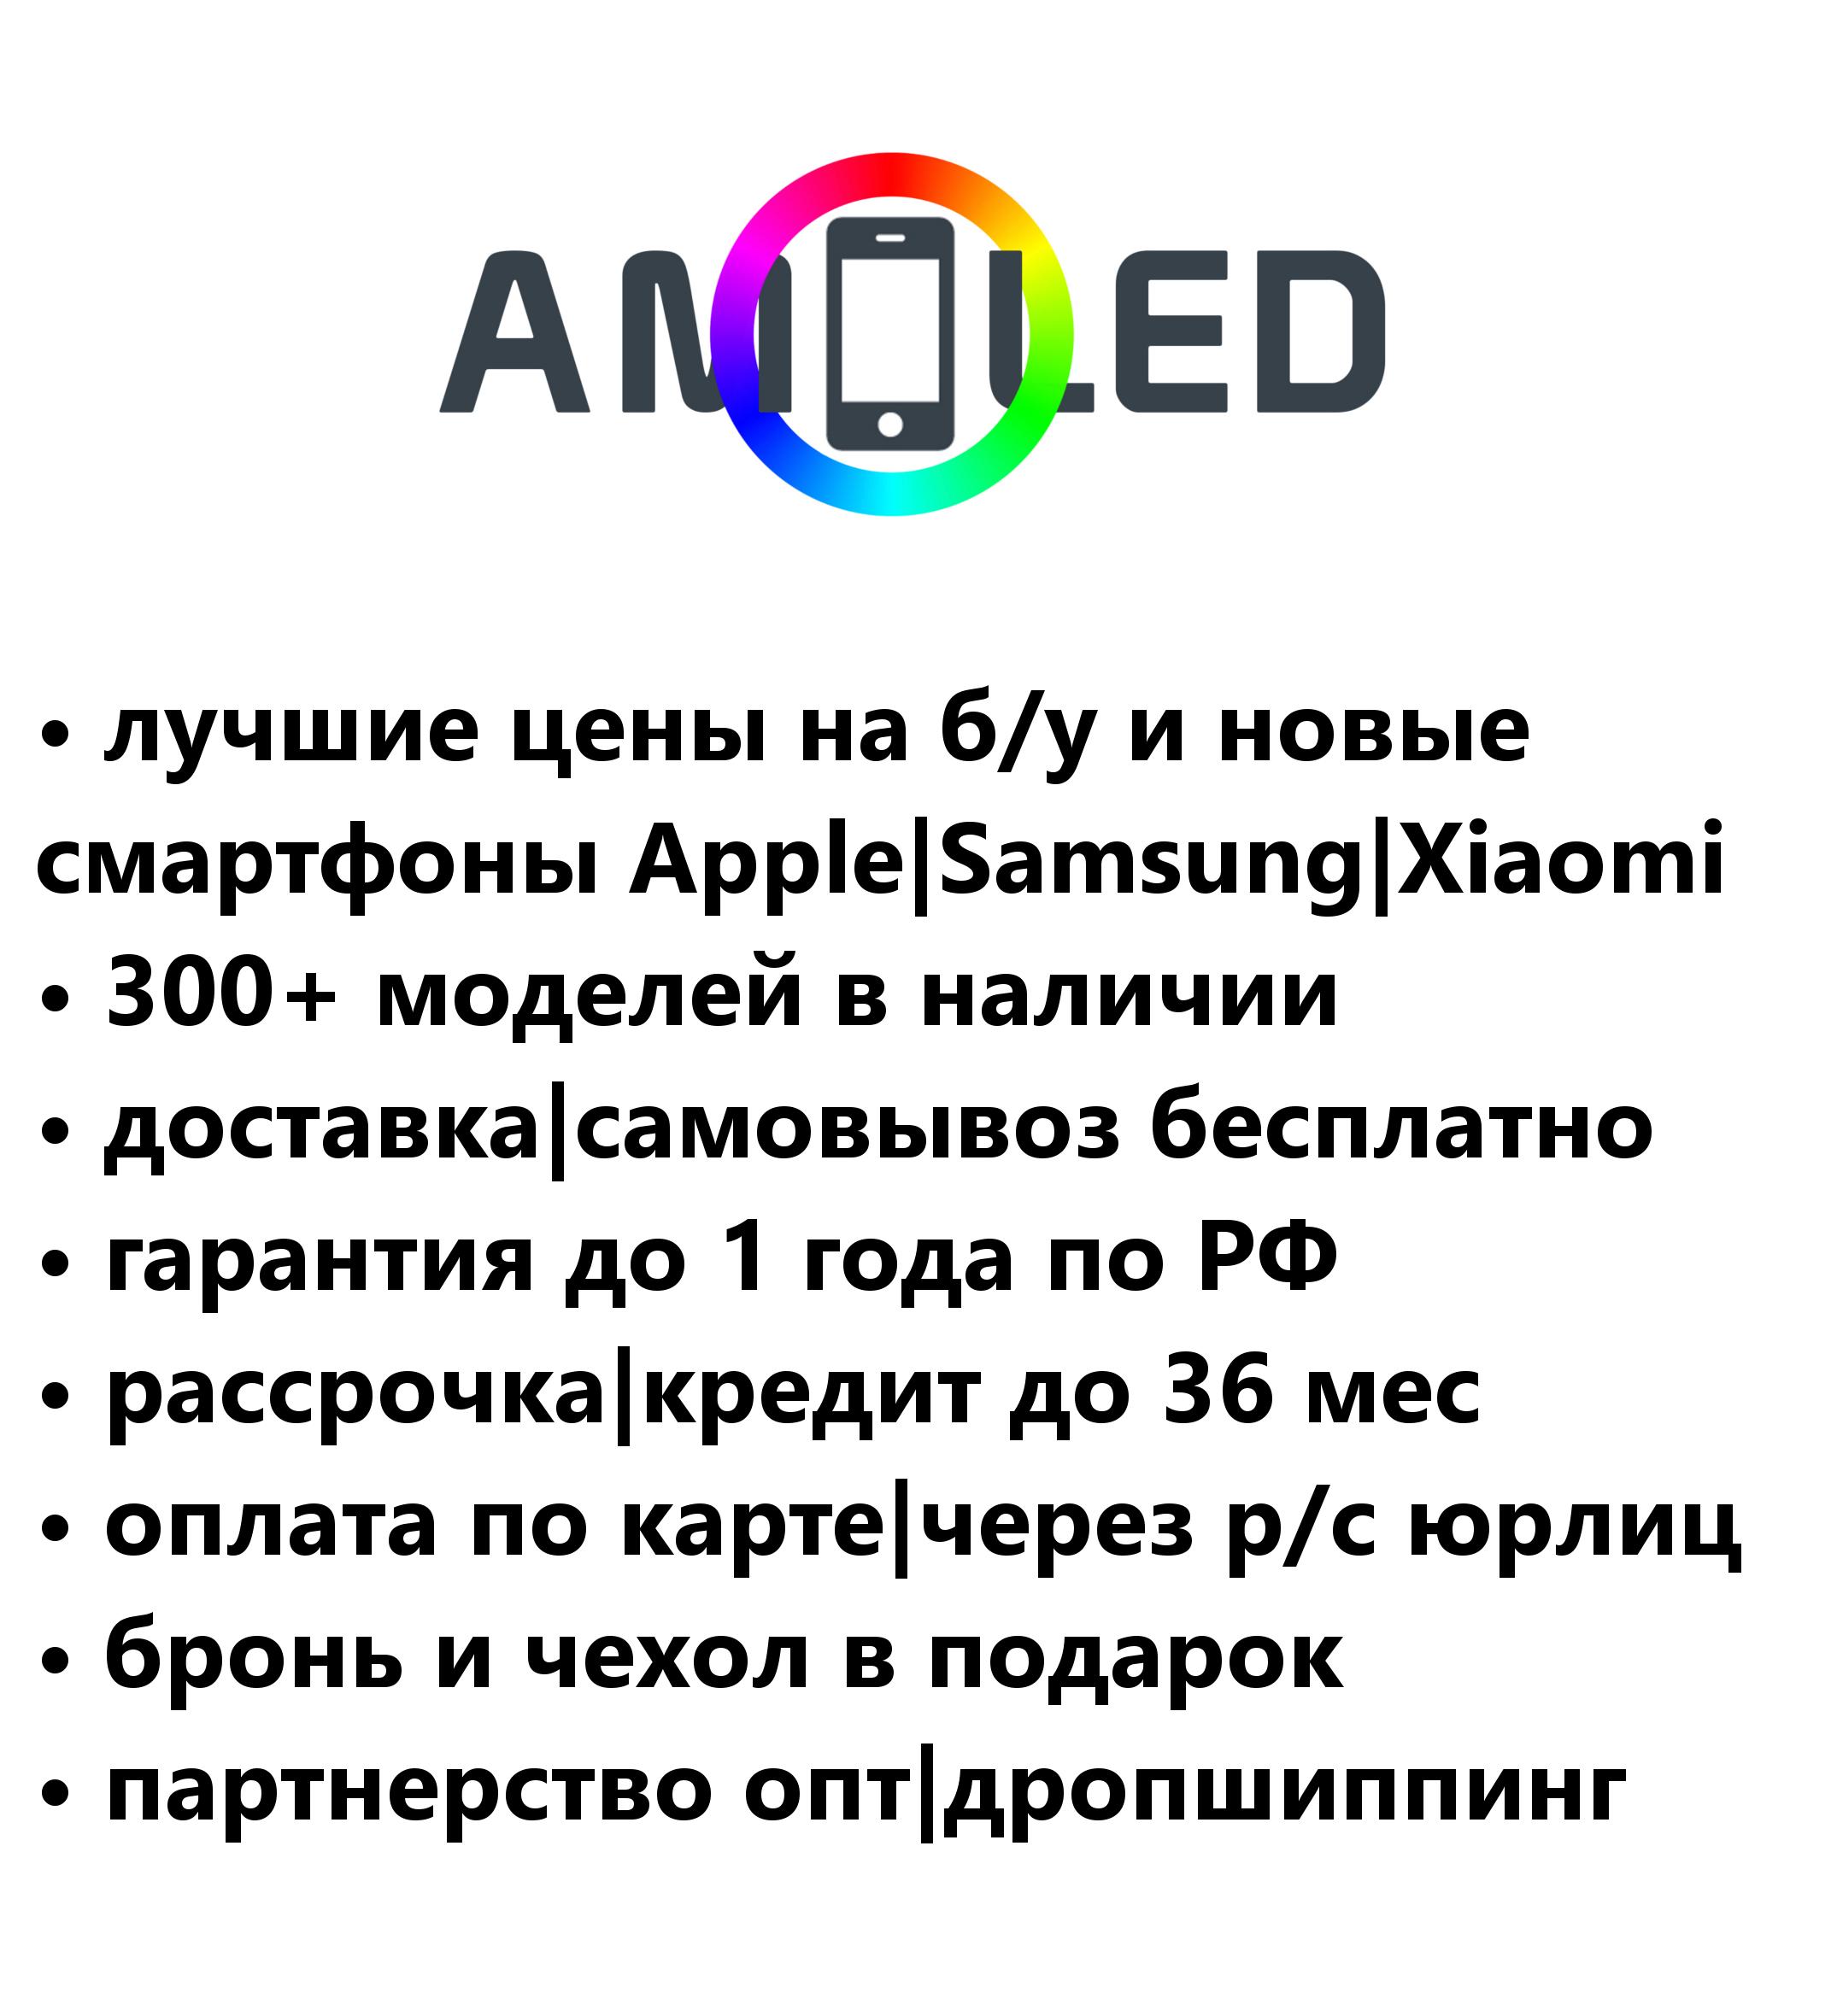 AMOLED
• лучшие цены на б/у и новые
смартфоны Apple|Samsung|Xiaomi
• 300+ моделей в наличии
• доставка|самовывоз бесплатно
• гарантия до 1 года по РФ
• рассрочка|кредит до 36 мес
• оплата по карте|через р/с юрлиц
• бронь и чехол в подарок
• партнерство опт|дропшиппинг